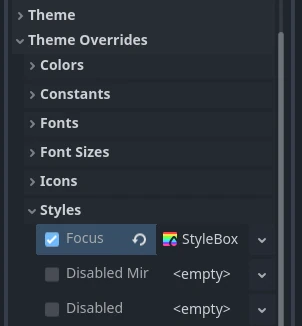 Theme
Theme Overrides
Colors
Constants
Fonts
Font Sizes
Icons
Styles
Focus StyleBox
Disabled Mir <empty>
Disabled <empty>